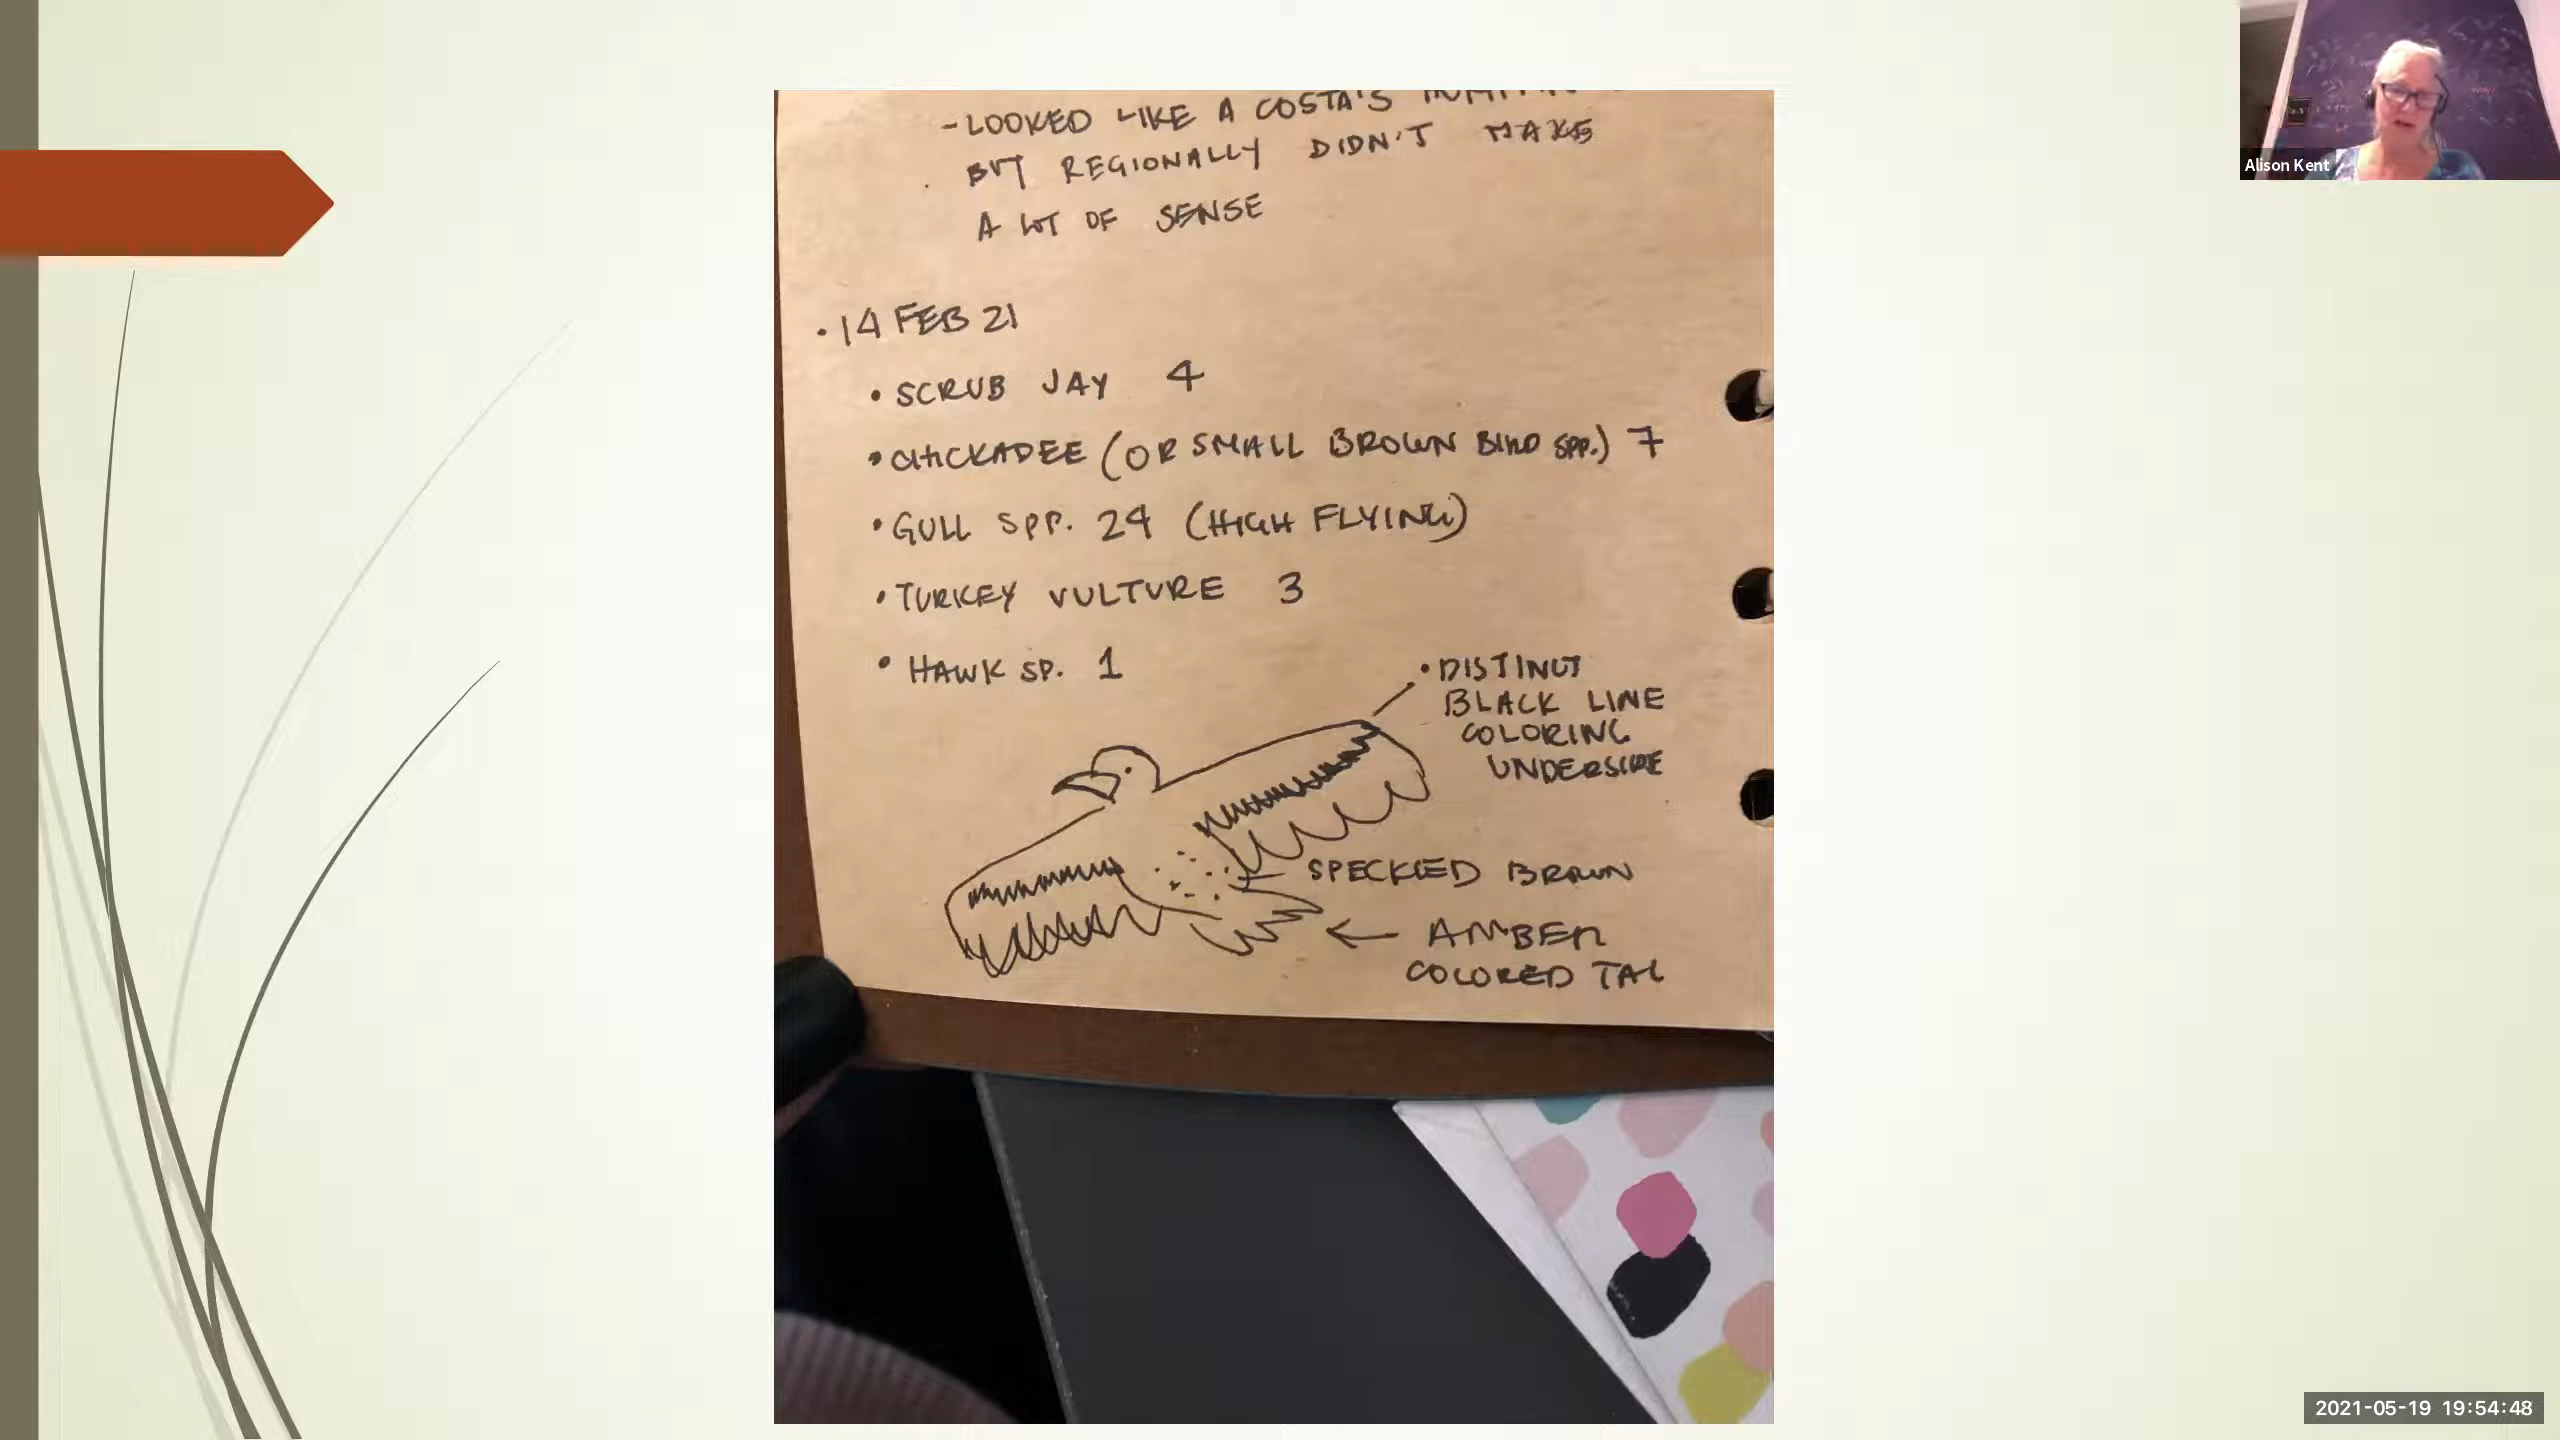 - LOOKED LIKE A COSTA'S
BUT REGIONALLY DIDN'T MAKE
A LOT OF SENSE
• 14 FEB 21
• SCRUB JAY 4
• CHICKADEE (OR SMALL BROWN BIRD SPP.) 7
• GULL SPP. 24 (HIGH FLYING)
• TURKEY VULTURE 3
• HAWK SP. 1
• DISTINCT
BLACK LINE
COLORING
UNDERSIDE
SPECKLED BROWN
AMBER
COLORED TAIL
Alison Kent
2021-05-19 19:54:48